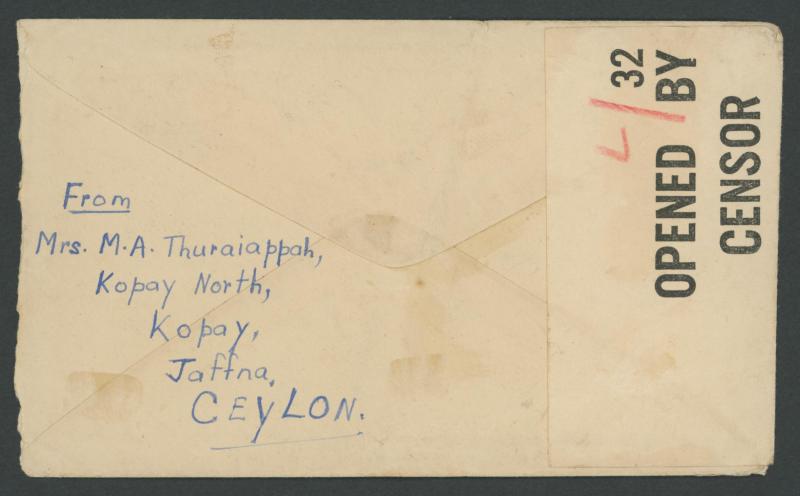 From
Mrs. M.A. Thuraiappah,
Kopay North,
Kopay,
Jaffna,
CEYLON.
32
OPENED BY
CENSOR